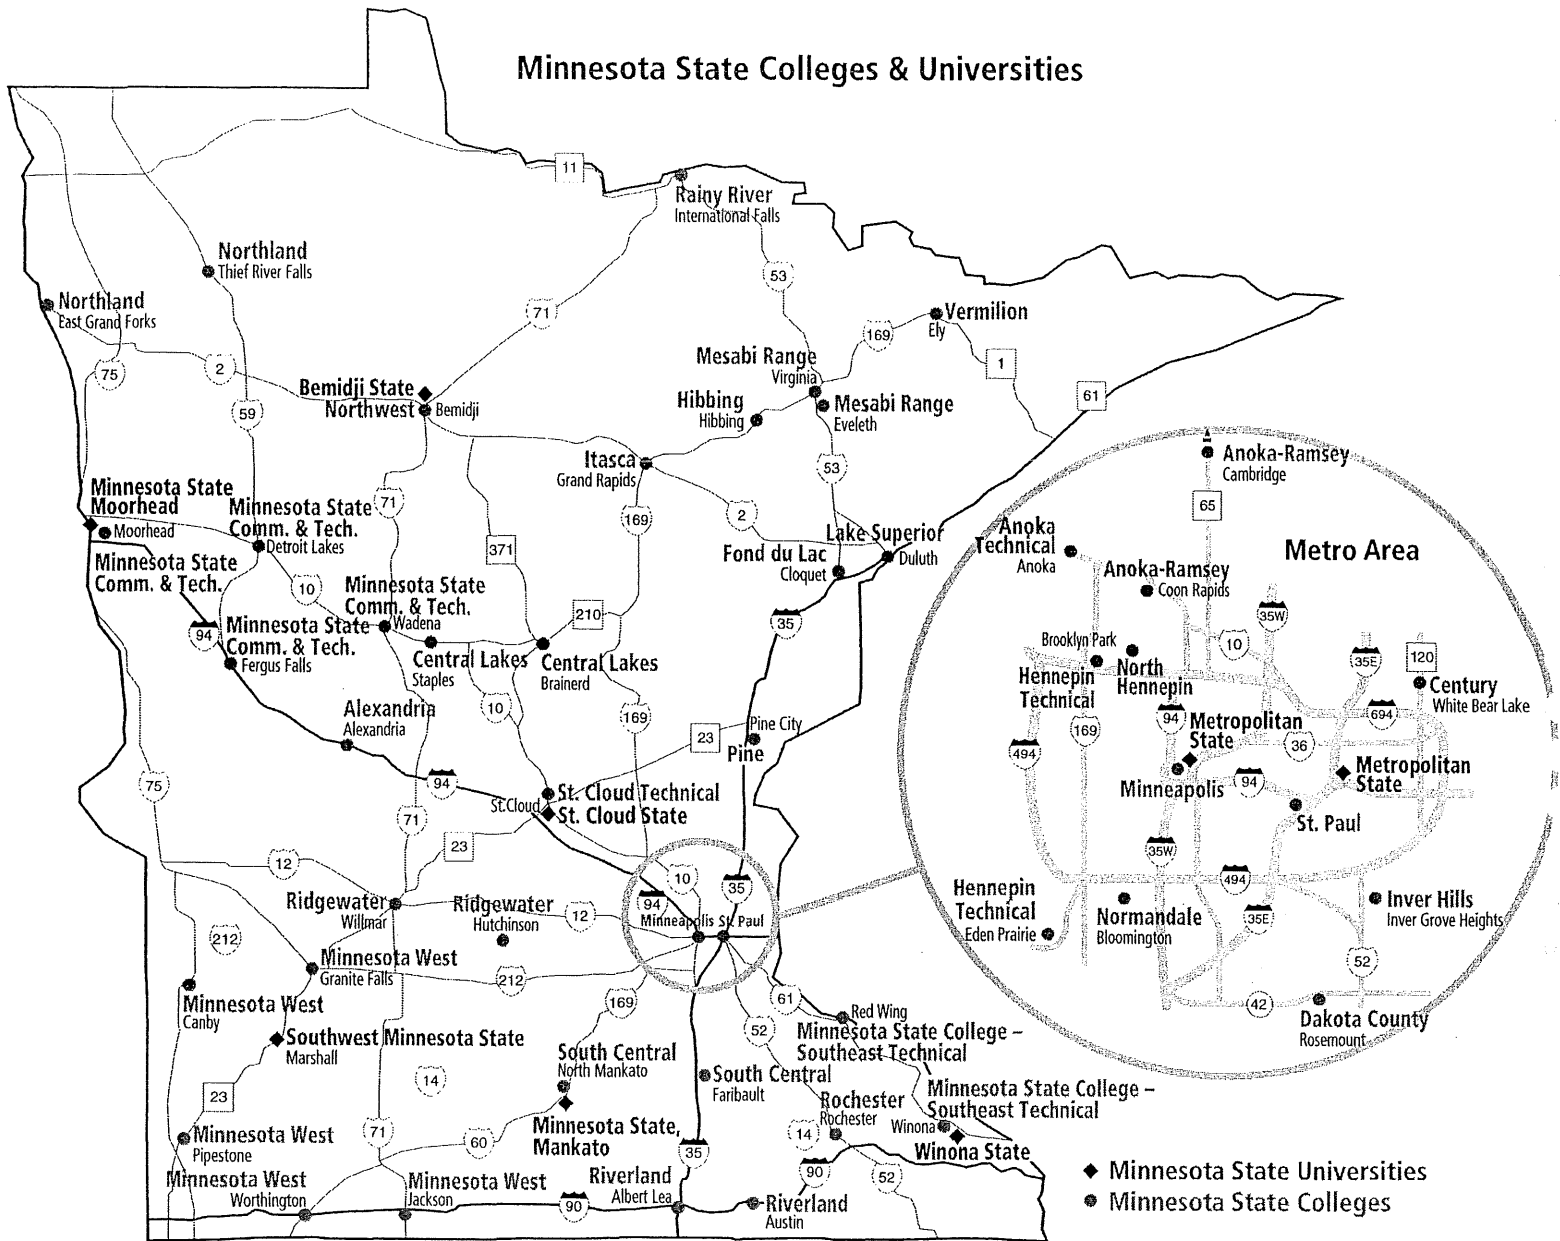 Minnesota State Colleges & Universities
11
Rainy River
International Falls
Northland
Thief River Falls
53
Northland
East Grand Forks
71
Vermilion
Ely
169
Mesabi Range
Virginia
1
75
2
Bemidji State
Northwest
Bemidji
59
Hibbing
Hibbing
Mesabi Range
Eveleth
61
Itasca
Grand Rapids
53
Minnesota State
Moorhead
Moorhead
Minnesota State
Comm. & Tech.
Detroit Lakes
71
371
169
2
Lake Superior
Duluth
Fond du Lac
Cloquet
Minnesota State
Comm. & Tech.
10
Minnesota State
Comm. & Tech.
Wadena
210
35
94
Minnesota State
Comm. & Tech.
Fergus Falls
Central Lakes
Staples
Central Lakes
Brainerd
10
169
Alexandria
Alexandria
23
Pine City
Pine
75
94
St. Cloud
St. Cloud Technical
St. Cloud State
71
23
12
10
35
94
Ridgewater
Willmar
Ridgewater
Hutchinson
12
Minneapolis
St. Paul
212
Minnesota West
Granite Falls
212
Minnesota West
Canby
169
61
Red Wing
Minnesota State College –
Southeast Technical
52
Southwest Minnesota State
Marshall
South Central
North Mankato
South Central
Faribault
14
23
Minnesota State College –
Southeast Technical
Winona
Winona State
Rochester
Rochester
14
Minnesota State,
Mankato
71
60
35
Minnesota West
Pipestone
90
52
Minnesota West
Worthington
Minnesota West
Jackson
90
Riverland
Albert Lea
Riverland
Austin
Metro Area
Anoka-Ramsey
Cambridge
65
Anoka
Technical
Anoka
Anoka-Ramsey
Coon Rapids
35W
10
Brooklyn Park
Hennepin
Technical
North
Hennepin
35E
120
Century
White Bear Lake
694
94
169
494
Metropolitan
State
36
Minneapolis
94
Metropolitan
State
St. Paul
35W
494
Hennepin
Technical
Eden Prairie
Normandale
Bloomington
35E
Inver Hills
Inver Grove Heights
52
42
Dakota County
Rosemount
Minnesota State Universities
Minnesota State Colleges